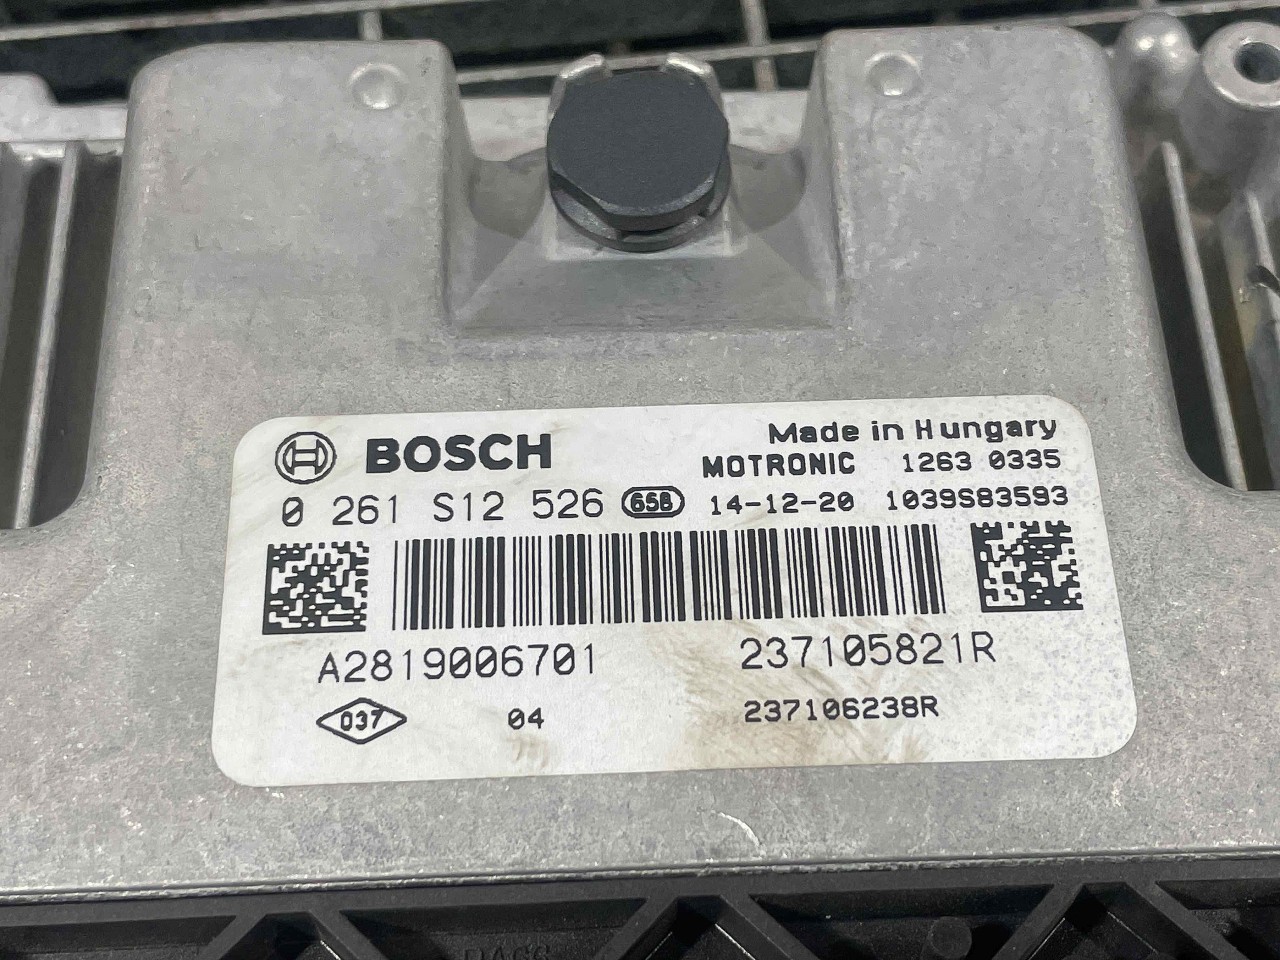 BOSCH
Made in Hungary
MOTRONIC 1263 0335
0 261 S12 526 658 14-12-20 1039S83593
A2819006701 237105821R
037 04 237106238R